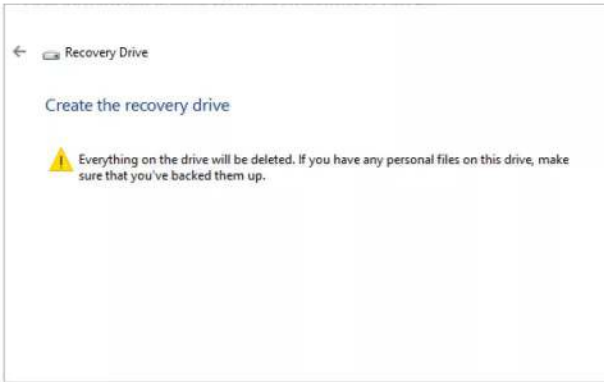 Recovery Drive
Create the recovery drive
Everything on the drive will be deleted. If you have any personal files on this drive, make
sure that you've backed them up.